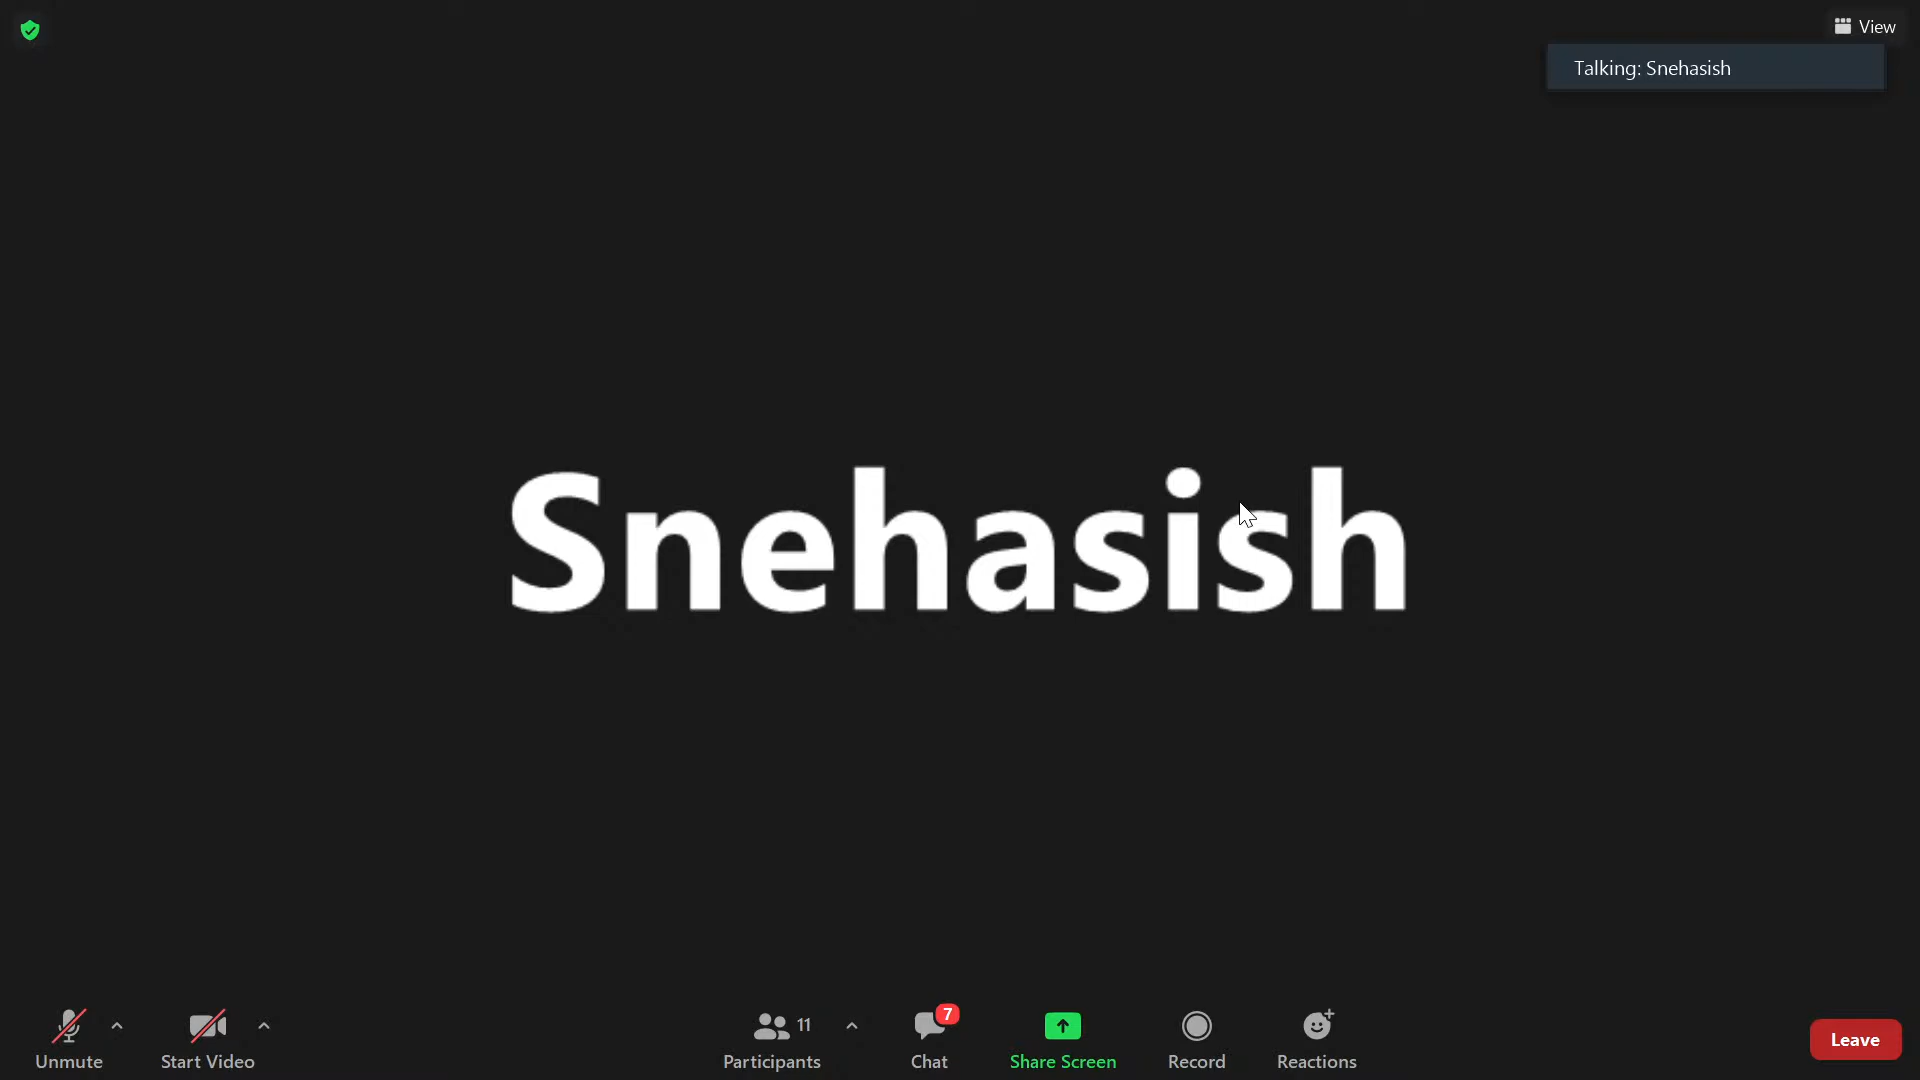 View
Talking: Snehasish
Snehasish
Unmute
Start Video
11
Participants
7
Chat
Share Screen
Record
Reactions
Leave